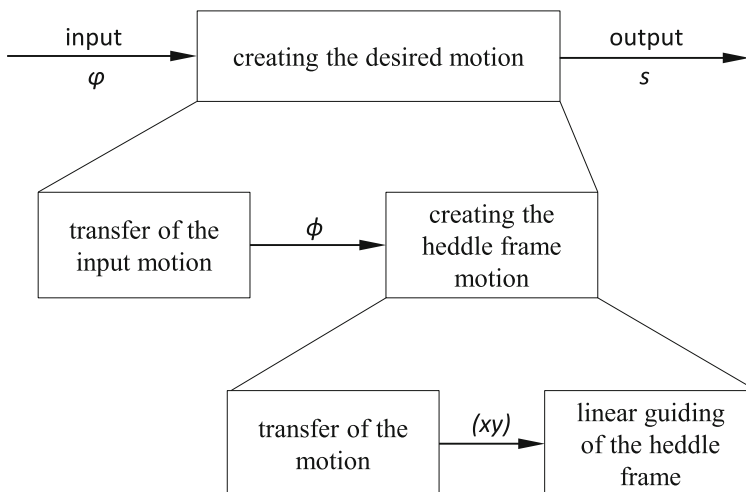 input
φ
creating the desired motion
output
s
transfer of the
input motion
ϕ
creating the
heddle frame
motion
transfer of the
motion
(xy)
linear guiding
of the heddle
frame